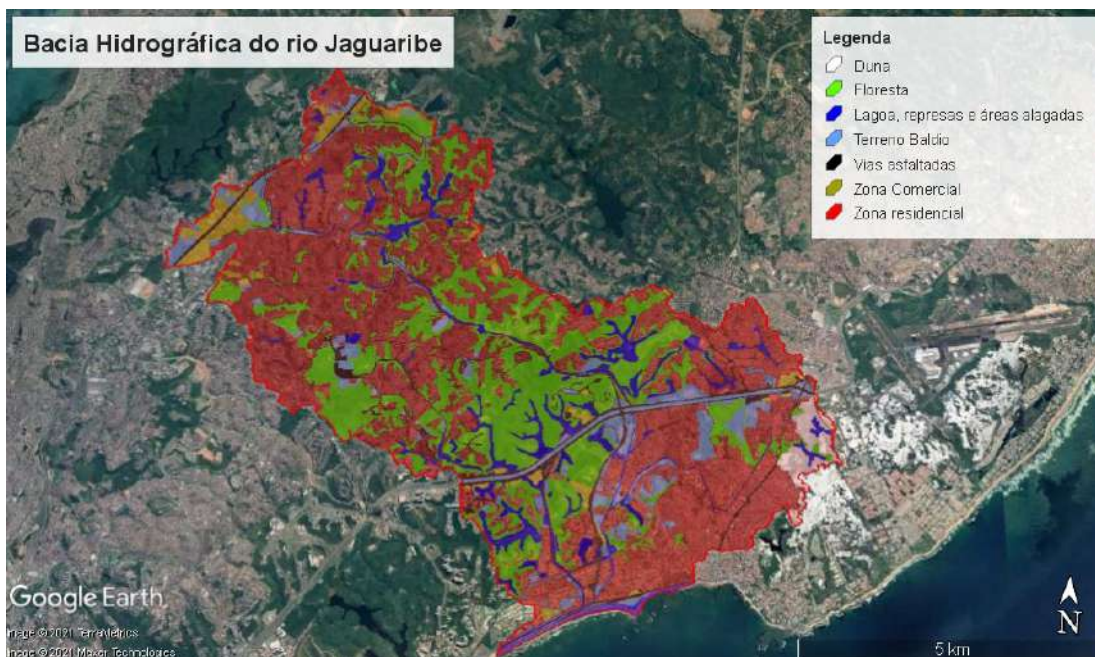 Bacia Hidrográfica do rio Jaguaribe
Legenda
Duna
Floresta
Lagoa, represas e áreas alagadas
Terreno Baldio
Vias asfaltadas
Zona Comercial
Zona residencial
Google Earth
Image © 2021 TerraMetrics
Image © 2021 Maxar Technologies
N
5 km